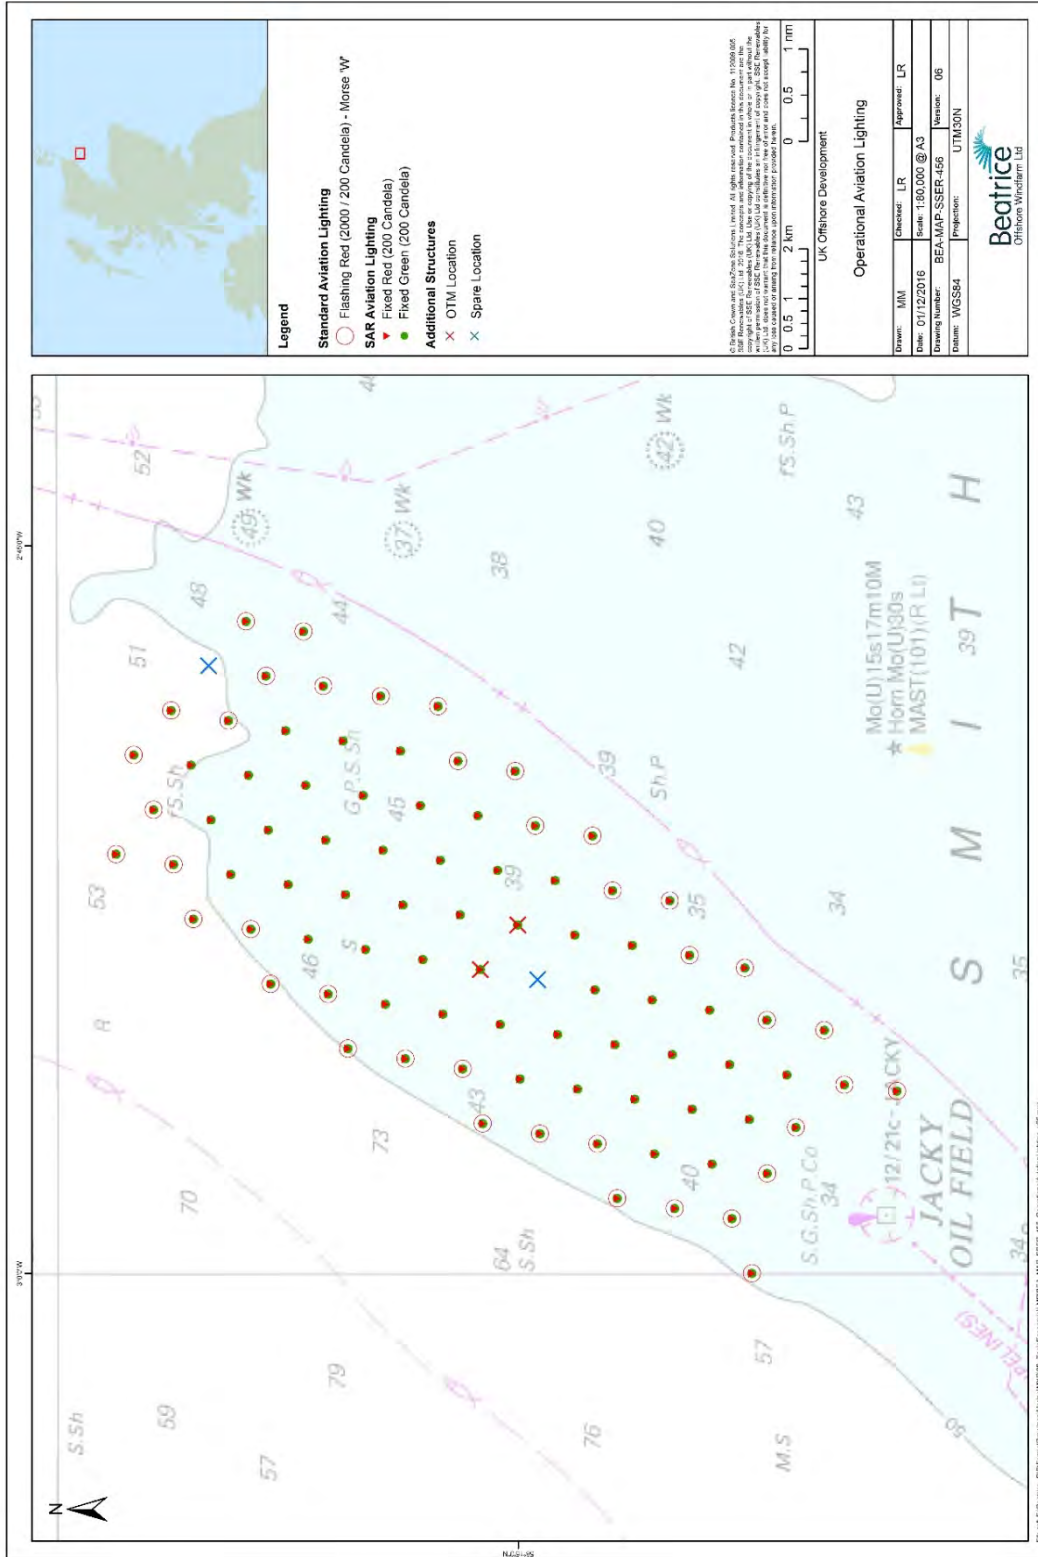 2°45'0"W
3°0'0"W
N
S.Sh
59
57
70
79
73
R
53
51
48
52
fS.Sh
49
Wk
37
Wk
42
Wk
44
38
40
46
S
G.P.S.Sh
45
39
43
64
S.Sh
76
M.S
57
50
40
S.G.Sh.P.Co
34
35
34
39
Sh.P
42
43
fS.Sh.P
Mo(U)15s17m10M
Horn Mo(U)30s
MAST(101)(R Lt)
39
S M I T H
35
12/21c-JACKY
JACKY
OIL FIELD
34
Legend
Standard Aviation Lighting
Flashing Red (2000 / 200 Candela) - Morse 'W'
SAR Aviation Lighting
Fixed Red (200 Candela)
Fixed Green (200 Candela)
Additional Structures
OTM Location
Spare Location
0 0.5 1 2 km
0 0.5 1 nm
UK Offshore Development
Operational Aviation Lighting
Drawn: MM Checked: LR Approved: LR
Date: 01/12/2016 Scale: 1:80,000 @ A3
Drawing Number: BEA-MAP-SSER-456 Version: 06
Datum: WGS84 Projection: UTM30N
Beatrice
Offshore Windfarm Ltd